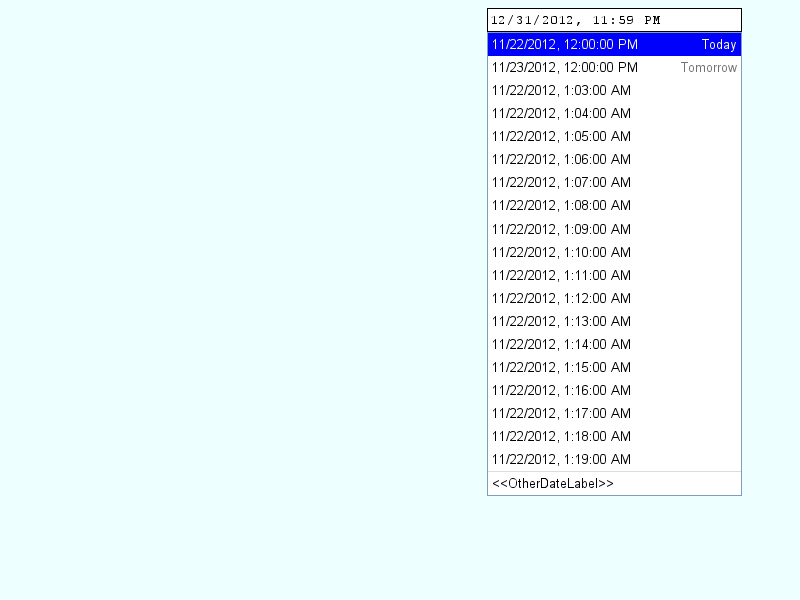 12/31/2012, 11:59 PM
11/22/2012, 12:00:00 PM Today
11/23/2012, 12:00:00 PM Tomorrow
11/22/2012, 1:03:00 AM
11/22/2012, 1:04:00 AM
11/22/2012, 1:05:00 AM
11/22/2012, 1:06:00 AM
11/22/2012, 1:07:00 AM
11/22/2012, 1:08:00 AM
11/22/2012, 1:09:00 AM
11/22/2012, 1:10:00 AM
11/22/2012, 1:11:00 AM
11/22/2012, 1:12:00 AM
11/22/2012, 1:13:00 AM
11/22/2012, 1:14:00 AM
11/22/2012, 1:15:00 AM
11/22/2012, 1:16:00 AM
11/22/2012, 1:17:00 AM
11/22/2012, 1:18:00 AM
11/22/2012, 1:19:00 AM
<<OtherDateLabel>>